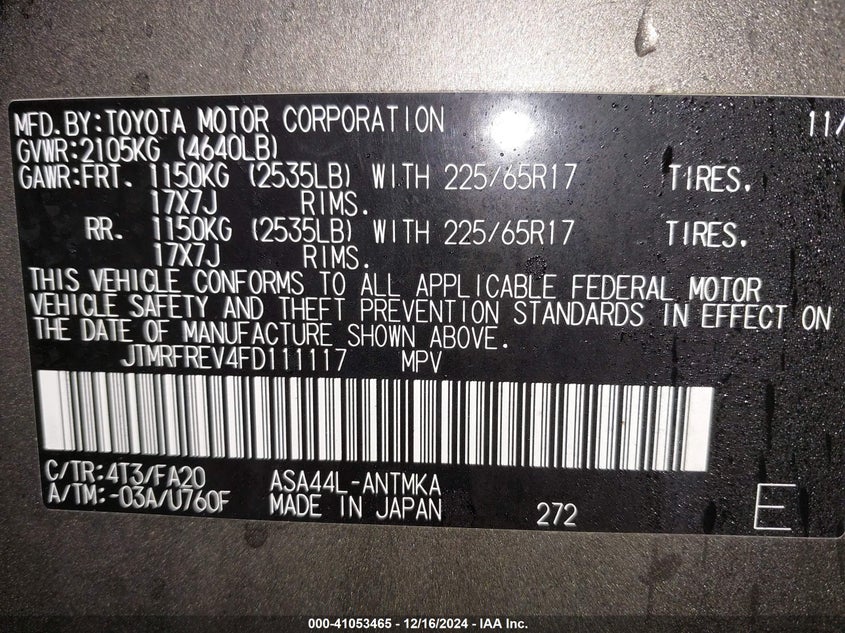 MFD.BY:TOYOTA MOTOR CORPORATION 11/
GVWR:2105KG (4640LB)
GAWR:FRT. 1150KG (2535LB) WITH 225/65R17 TIRES.
17X7J RIMS.
RR. 1150KG (2535LB) WITH 225/65R17 TIRES.
17X7J RIMS.
THIS VEHICLE CONFORMS TO ALL APPLICABLE FEDERAL MOTOR
VEHICLE SAFETY AND THEFT PREVENTION STANDARDS IN EFFECT ON
THE DATE OF MANUFACTURE SHOWN ABOVE.
JTMRFREV4FD111117 MPV
C/TR:4T3/FA20 ASA44L-ANTMKA
A/TM:-03A/U760F MADE IN JAPAN 272 E
000-41053465 - 12/16/2024 - IAA Inc.